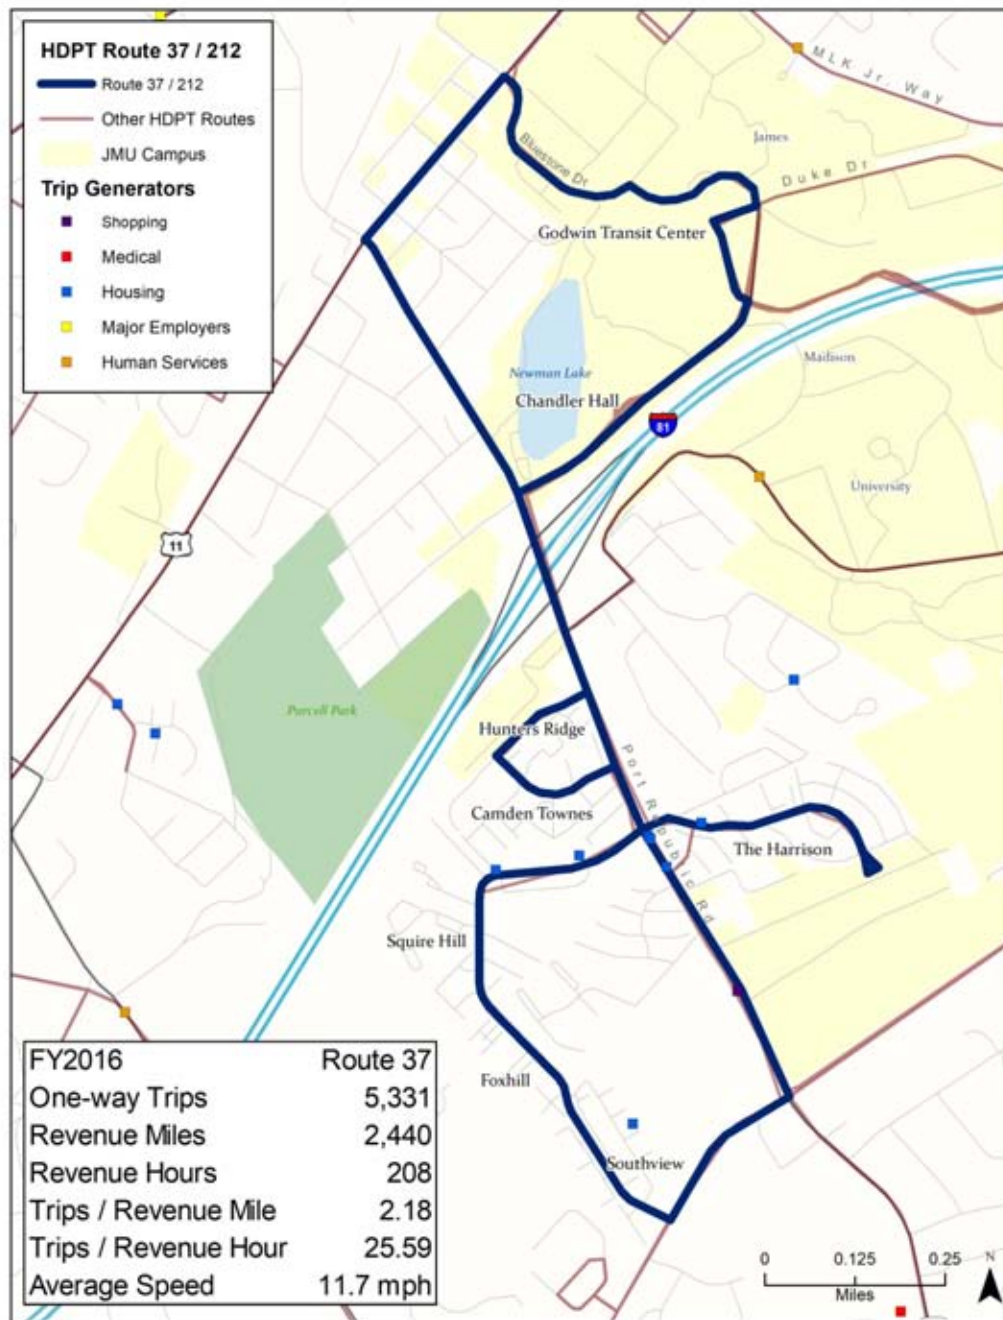 HDPT Route 37 / 212
Route 37 / 212
Other HDPT Routes
JMU Campus
Trip Generators
Shopping
Medical
Housing
Major Employers
Human Services
MLK Jr. Way
James
Bluestone Dr
Duke Dr
Godwin Transit Center
Newman Lake
Madison
Chandler Hall
81
University
11
Purcell Park
Hunters Ridge
Port Republic Rd
Camden Townes
The Harrison
Squire Hill
Foxhill
Southview
FY2016 Route 37
One-way Trips 5,331
Revenue Miles 2,440
Revenue Hours 208
Trips / Revenue Mile 2.18
Trips / Revenue Hour 25.59
Average Speed 11.7 mph
0 0.125 0.25
Miles
N